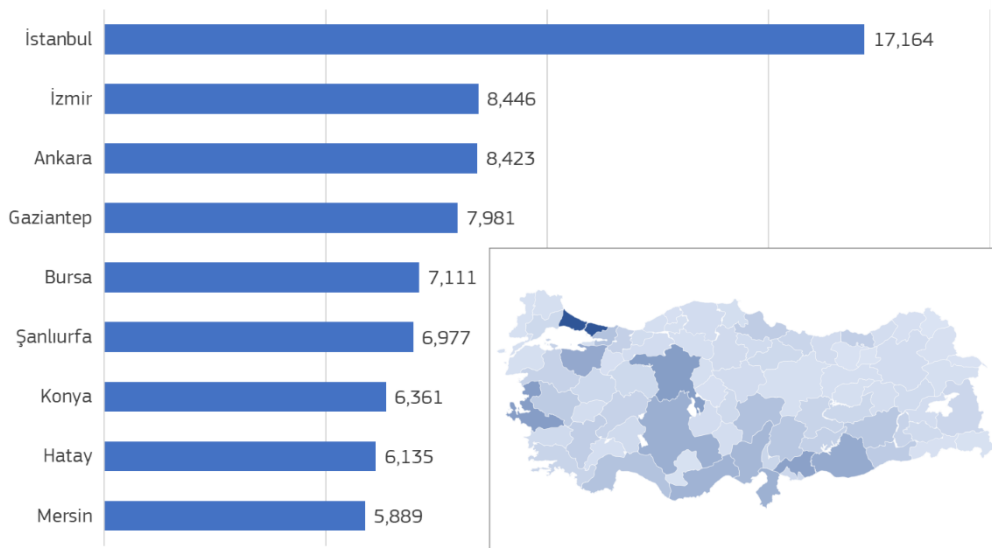 İstanbul 17,164
İzmir 8,446
Ankara 8,423
Gaziantep 7,981
Bursa 7,111
Şanlıurfa 6,977
Konya 6,361
Hatay 6,135
Mersin 5,889